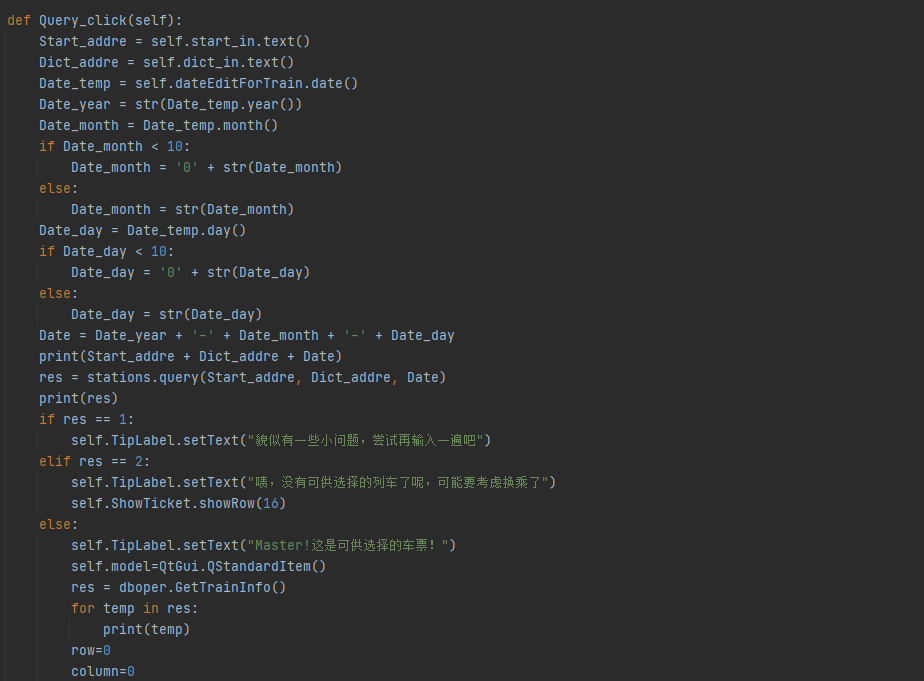 def Query_click(self):
    Start_addre = self.start_in.text()
    Dict_addre = self.dict_in.text()
    Date_temp = self.dateEditForTrain.date()
    Date_year = str(Date_temp.year())
    Date_month = Date_temp.month()
    if Date_month < 10:
        Date_month = '0' + str(Date_month)
    else:
        Date_month = str(Date_month)
    Date_day = Date_temp.day()
    if Date_day < 10:
        Date_day = '0' + str(Date_day)
    else:
        Date_day = str(Date_day)
    Date = Date_year + '-' + Date_month + '-' + Date_day
    print(Start_addre + Dict_addre + Date)
    res = stations.query(Start_addre, Dict_addre, Date)
    print(res)
    if res == 1:
        self.TipLabel.setText("貌似有一些小问题，尝试再输入一遍吧")
    elif res == 2:
        self.TipLabel.setText("咦，没有可供选择的列车了呢，可能要考虑换乘了")
        self.ShowTicket.showRow(16)
    else:
        self.TipLabel.setText("Master!这是可供选择的车票！")
        self.model=QtGui.QStandardItem()
        res = dboper.GetTrainInfo()
        for temp in res:
            print(temp)
        row=0
        column=0